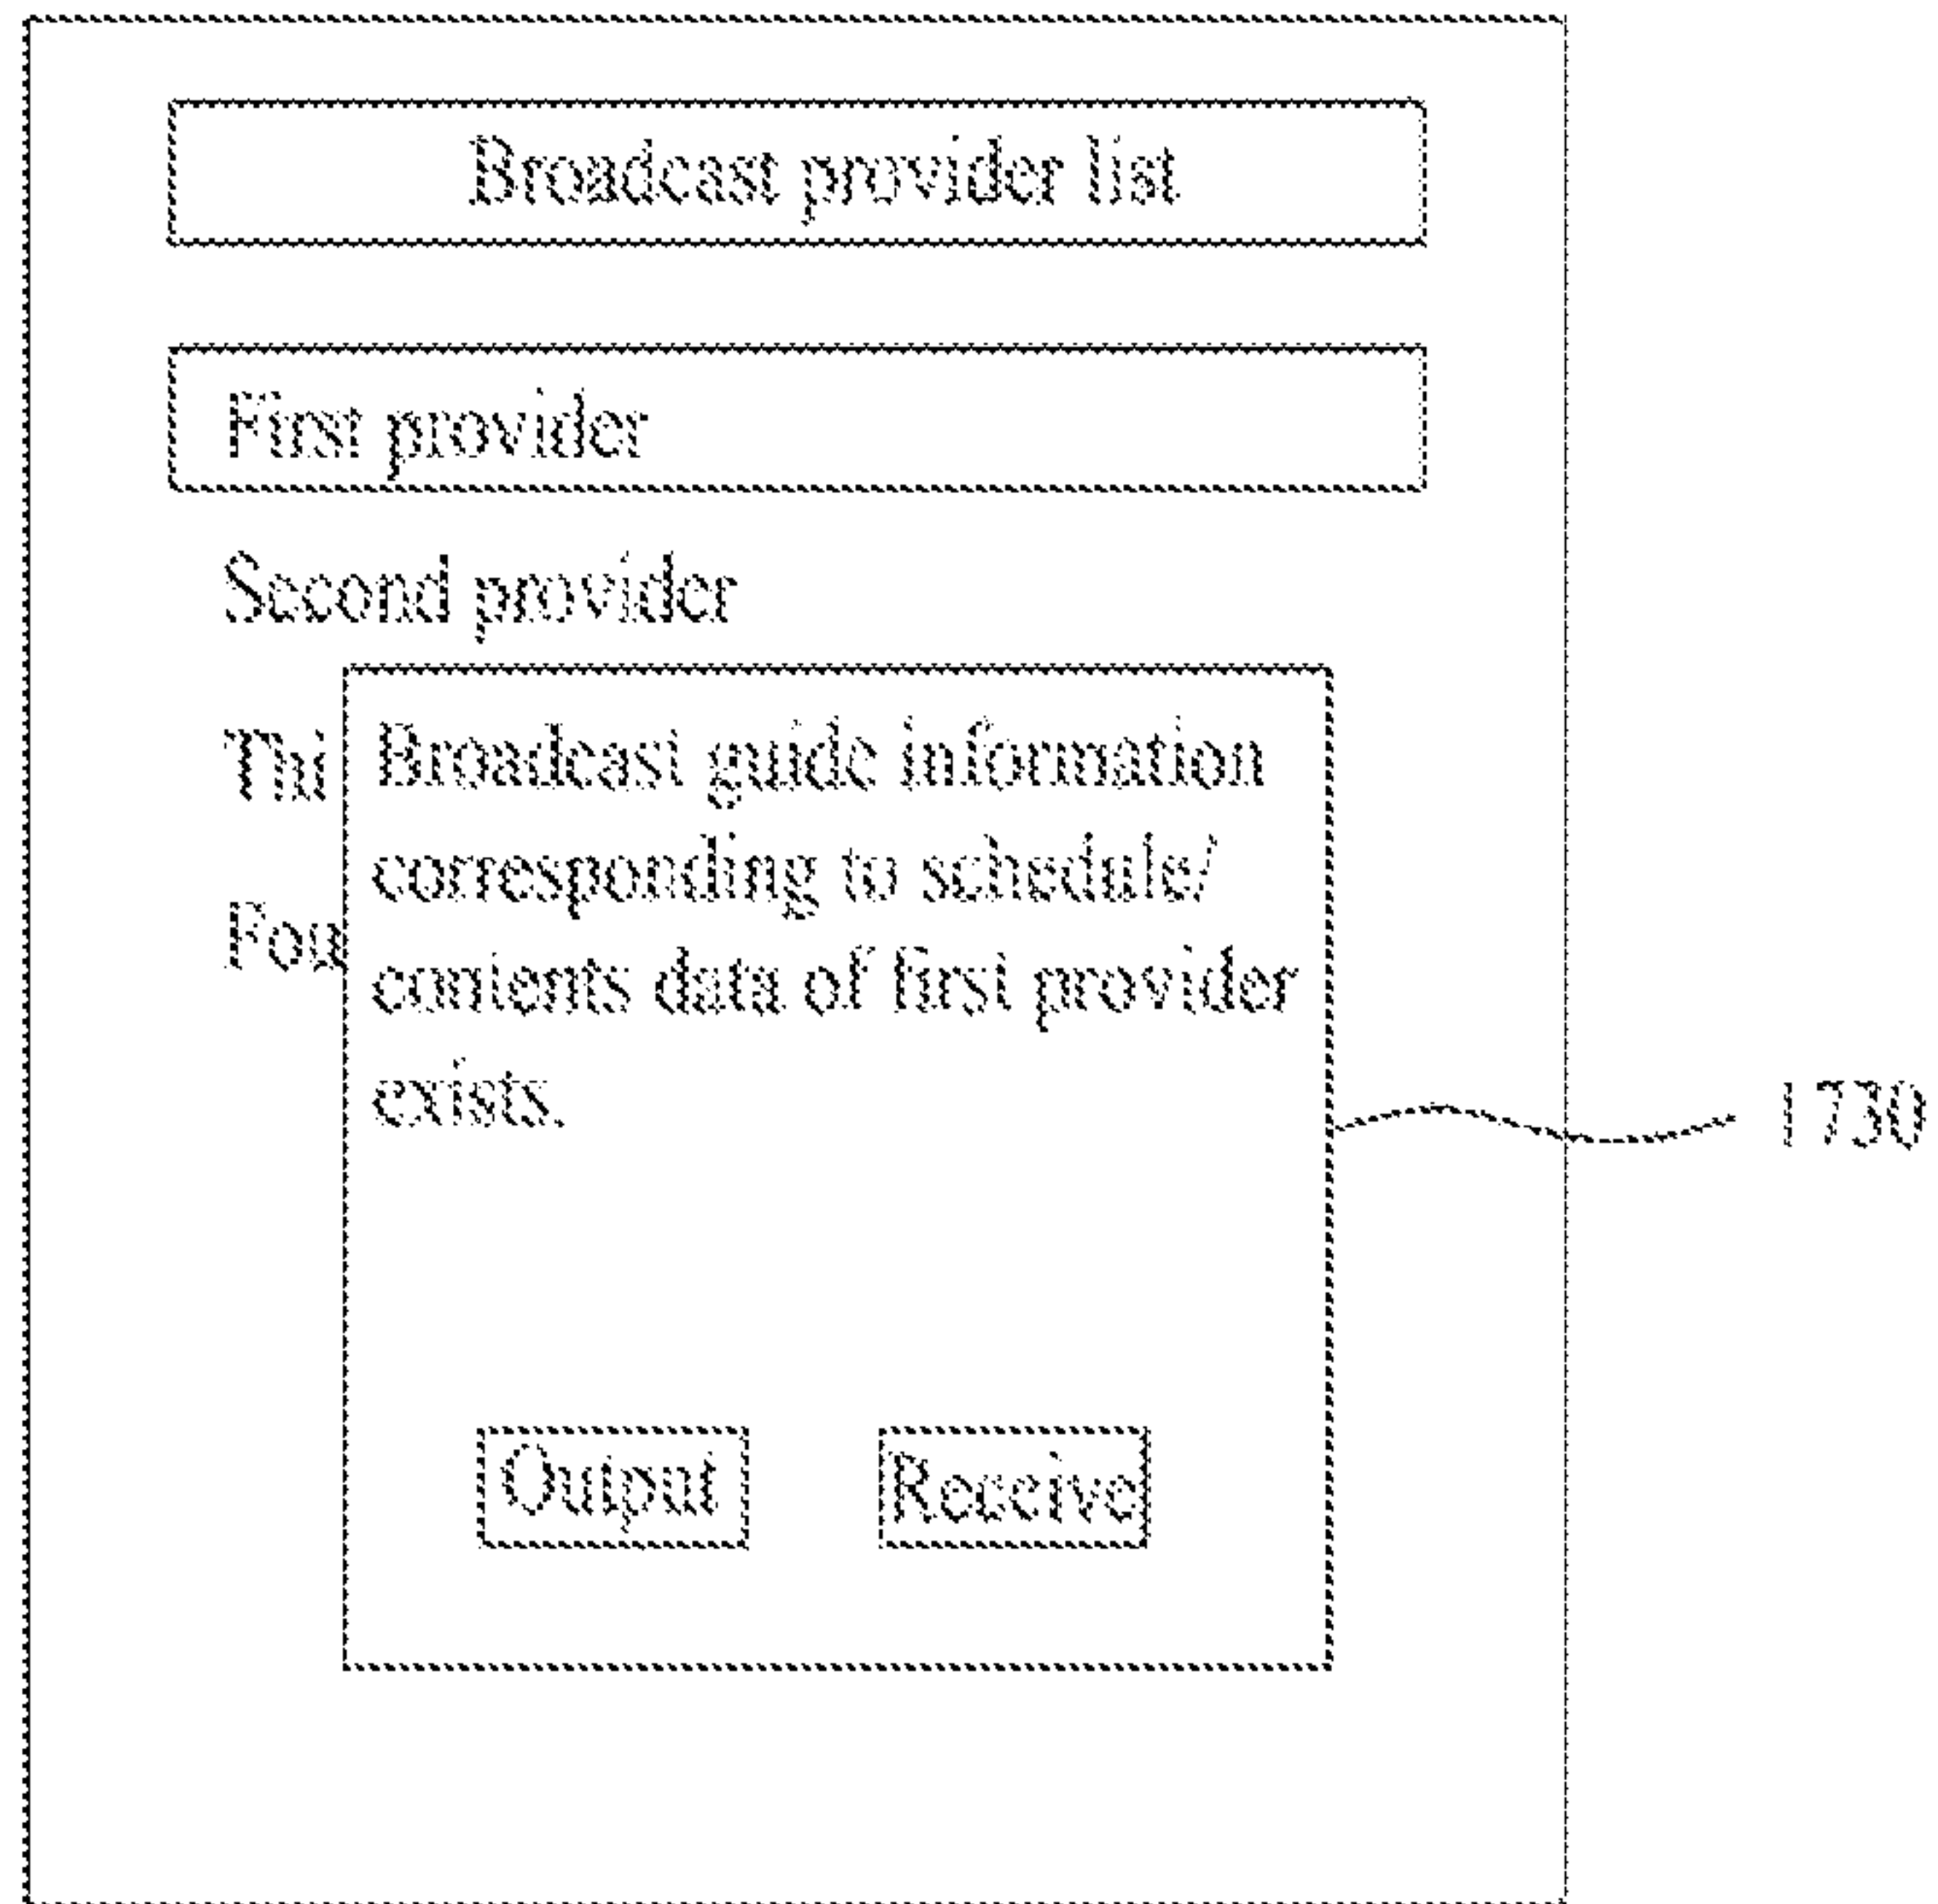 Broadcast provider list
First provider
Second provider
Thi
Fou
Broadcast guide information
corresponding to schedule/
contents data of first provider
exists.
1730
Output
Receive